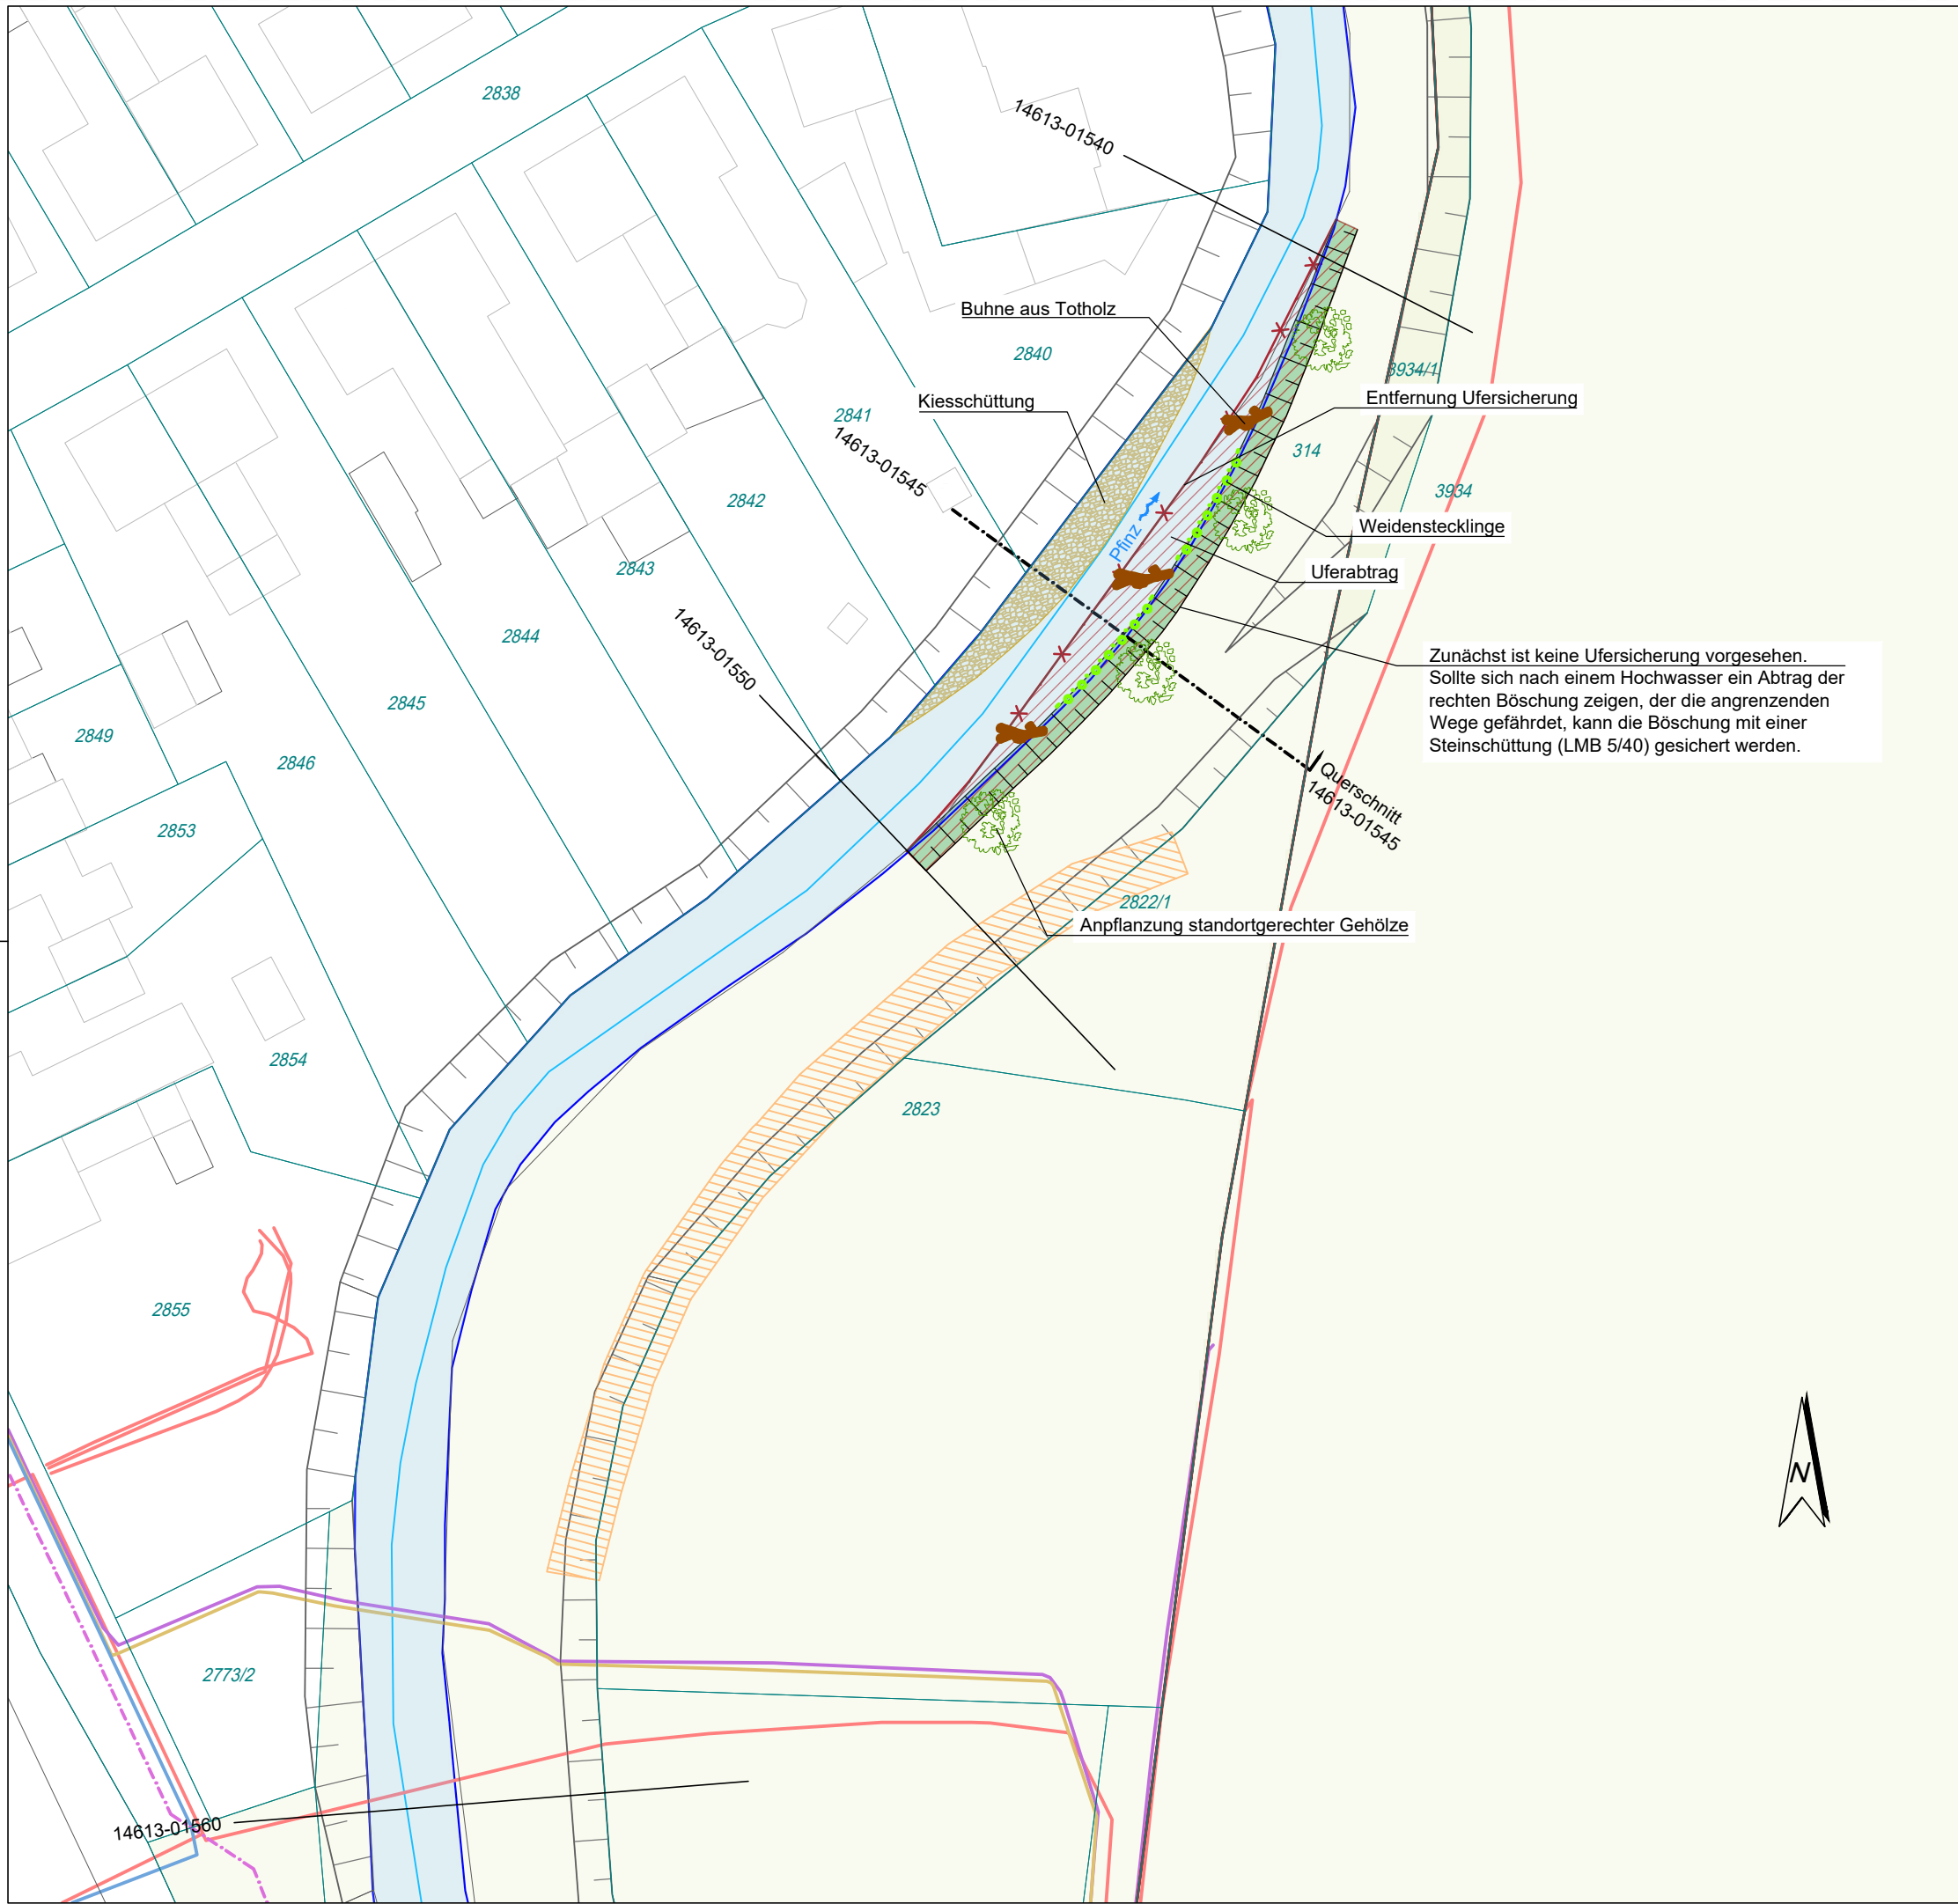 2838
14613-01540
Buhne aus Totholz
2840
3934/1
Kiesschüttung
Entfernung Ufersicherung
2841
14613-01545
314
2842
3934
Weidenstecklinge
Pfinz
2843
Uferabtrag
2844
14613-01550
Zunächst ist keine Ufersicherung vorgesehen.
Sollte sich nach einem Hochwasser ein Abtrag der
rechten Böschung zeigen, der die angrenzenden
Wege gefährdet, kann die Böschung mit einer
Steinschüttung (LMB 5/40) gesichert werden.
2845
2849
2846
Querschnitt
14613-01545
2853
2822/1
Anpflanzung standortgerechter Gehölze
2854
2823
2855
N
2773/2
14613-01560